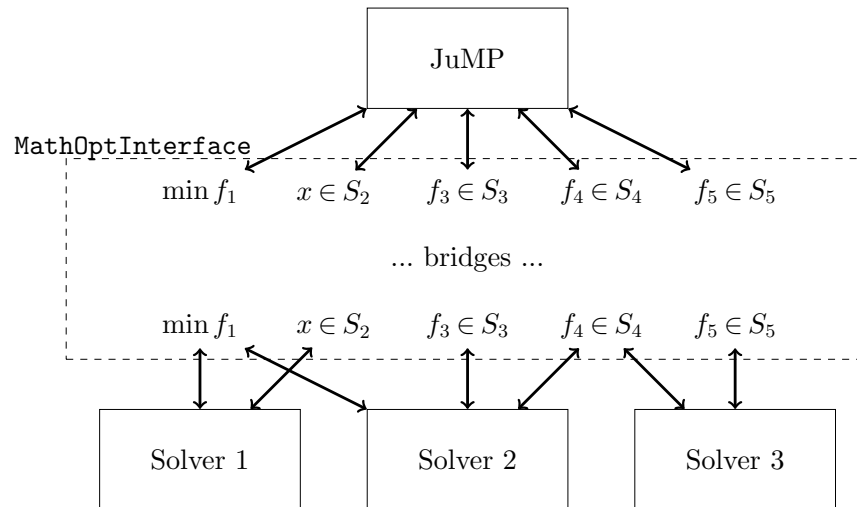 JuMP
MathOptInterface
min f₁ x ∈ S₂ f₃ ∈ S₃ f₄ ∈ S₄ f₅ ∈ S₅
... bridges ...
min f₁ x ∈ S₂ f₃ ∈ S₃ f₄ ∈ S₄ f₅ ∈ S₅
Solver 1 Solver 2 Solver 3